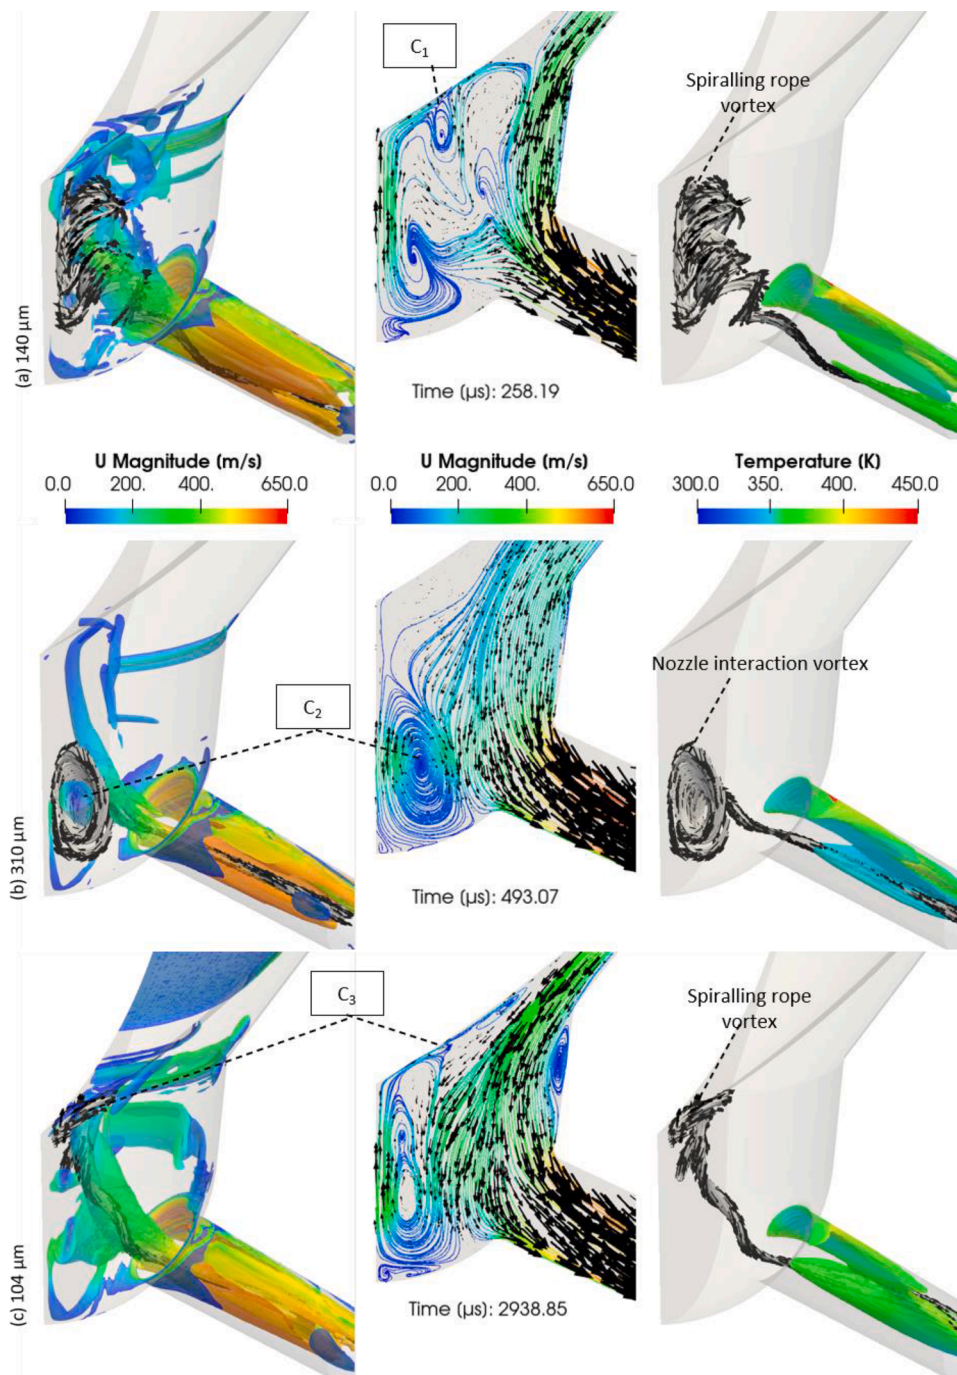 C1
Spiralling rope
vortex
(a) 140 µm
Time (µs): 258.19
U Magnitude (m/s)
0.0 200. 400. 650.0
U Magnitude (m/s)
0.0 200. 400. 650.0
Temperature (K)
300.0 350. 400. 450.0
Nozzle interaction vortex
C2
(b) 310 µm
Time (µs): 493.07
C3
Spiralling rope
vortex
(c) 104 µm
Time (µs): 2938.85